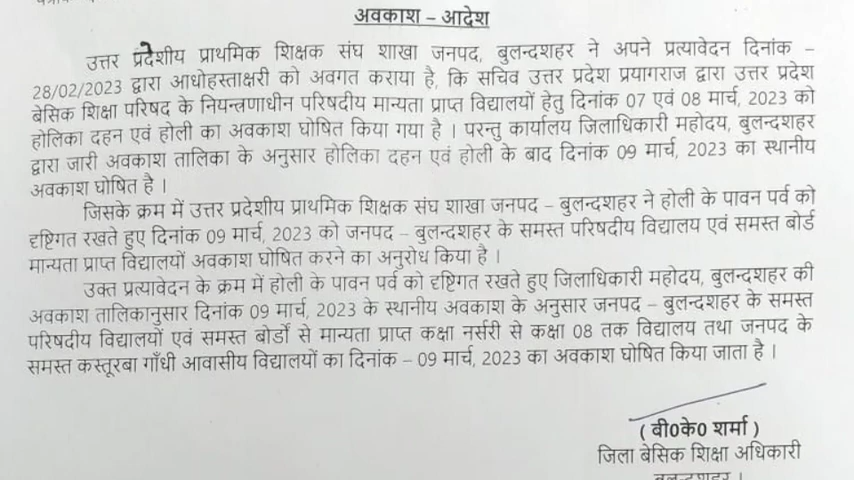 अवकाश – आदेश
उत्तर प्रदेशीय प्राथमिक शिक्षक संघ शाखा जनपद, बुलन्दशहर ने अपने प्रत्यावेदन दिनांक –
28/02/2023 द्वारा आधोहस्ताक्षरी को अवगत कराया है, कि सचिव उत्तर प्रदेश प्रयागराज द्वारा उत्तर प्रदेश
बेसिक शिक्षा परिषद के नियन्त्रणाधीन परिषदीय मान्यता प्राप्त विद्यालयों हेतु दिनांक 07 एवं 08 मार्च, 2023 को
होलिका दहन एवं होली का अवकाश घोषित किया गया है । परन्तु कार्यालय जिलाधिकारी महोदय, बुलन्दशहर
द्वारा जारी अवकाश तालिका के अनुसार होलिका दहन एवं होली के बाद दिनांक 09 मार्च, 2023 का स्थानीय
अवकाश घोषित है ।
जिसके क्रम में उत्तर प्रदेशीय प्राथमिक शिक्षक संघ शाखा जनपद – बुलन्दशहर ने होली के पावन पर्व को
दृष्टिगत रखते हुए दिनांक 09 मार्च, 2023 को जनपद – बुलन्दशहर के समस्त परिषदीय विद्यालय एवं समस्त बोर्ड
मान्यता प्राप्त विद्यालयों अवकाश घोषित करने का अनुरोध किया है ।
उक्त प्रत्यावेदन के क्रम में होली के पावन पर्व को दृष्टिगत रखते हुए जिलाधिकारी महोदय, बुलन्दशहर की
अवकाश तालिकानुसार दिनांक 09 मार्च, 2023 के स्थानीय अवकाश के अनुसार जनपद – बुलन्दशहर के समस्त
परिषदीय विद्यालयों एवं समस्त बोर्डों से मान्यता प्राप्त कक्षा नर्सरी से कक्षा 08 तक विद्यालय तथा जनपद के
समस्त कस्तूरबा गाँधी आवासीय विद्यालयों का दिनांक – 09 मार्च, 2023 का अवकाश घोषित किया जाता है ।
( बी0के0 शर्मा )
जिला बेसिक शिक्षा अधिकारी
बुलन्दशहर ।